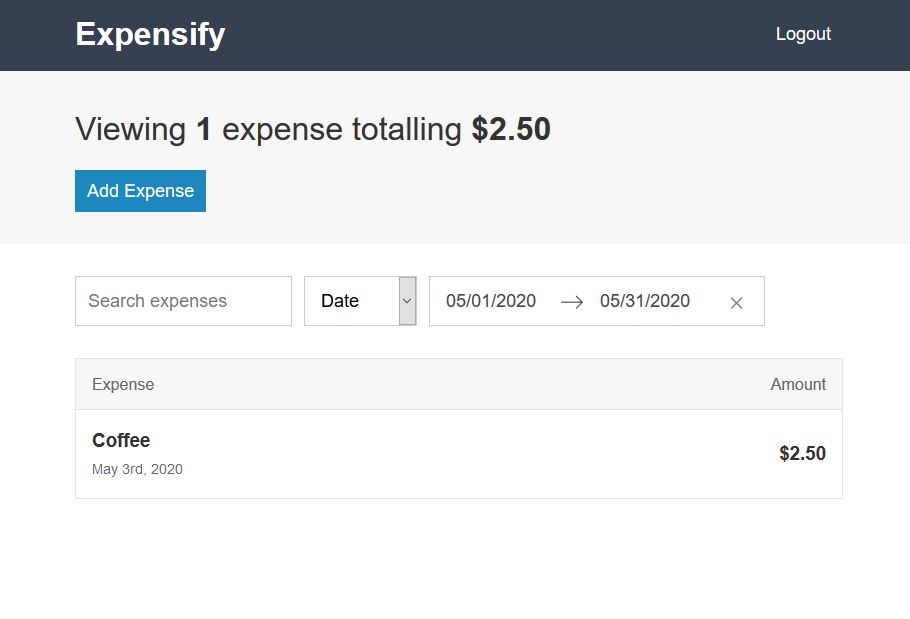 Expensify
Logout
Viewing 1 expense totalling $2.50
Add Expense
Search expenses
Date
05/01/2020 → 05/31/2020 ×
Expense
Amount
Coffee
May 3rd, 2020
$2.50